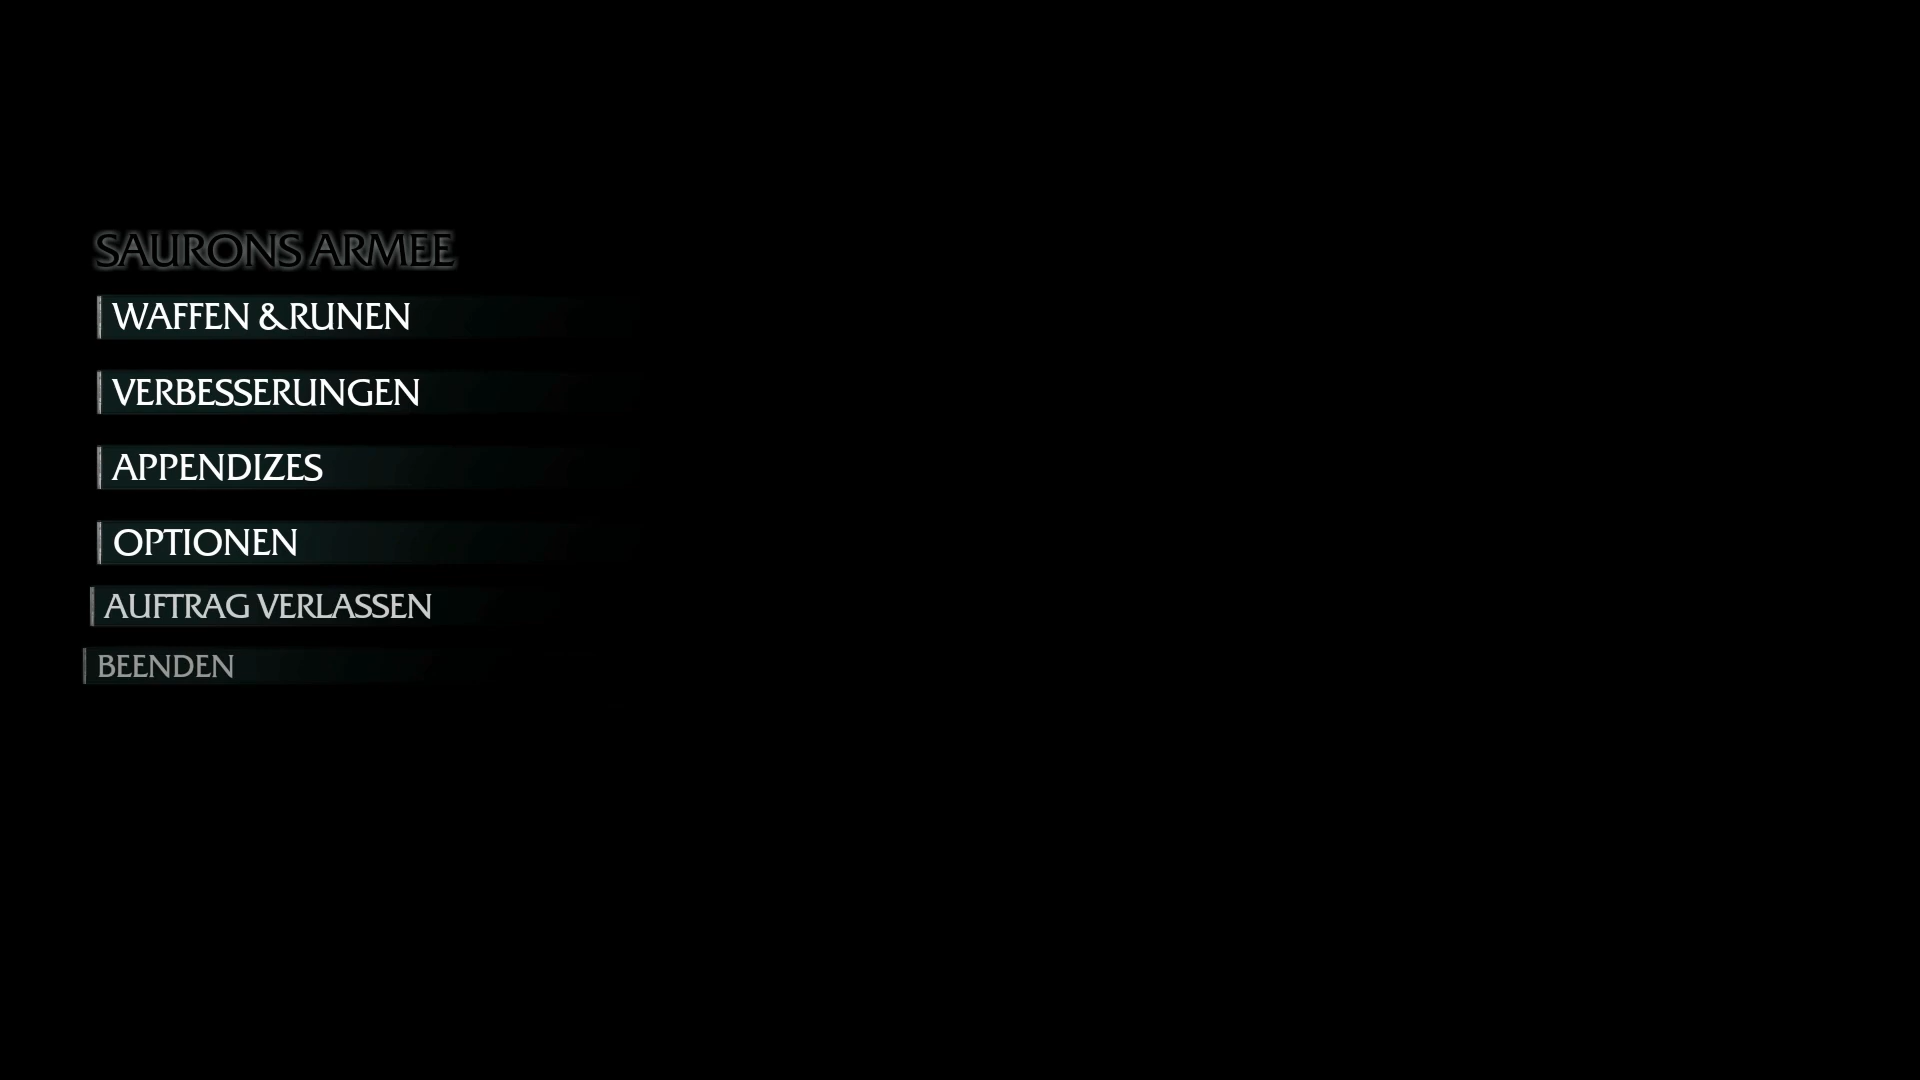 SAURONS ARMEE
WAFFEN & RUNEN
VERBESSERUNGEN
APPENDIZES
OPTIONEN
AUFTRAG VERLASSEN
BEENDEN